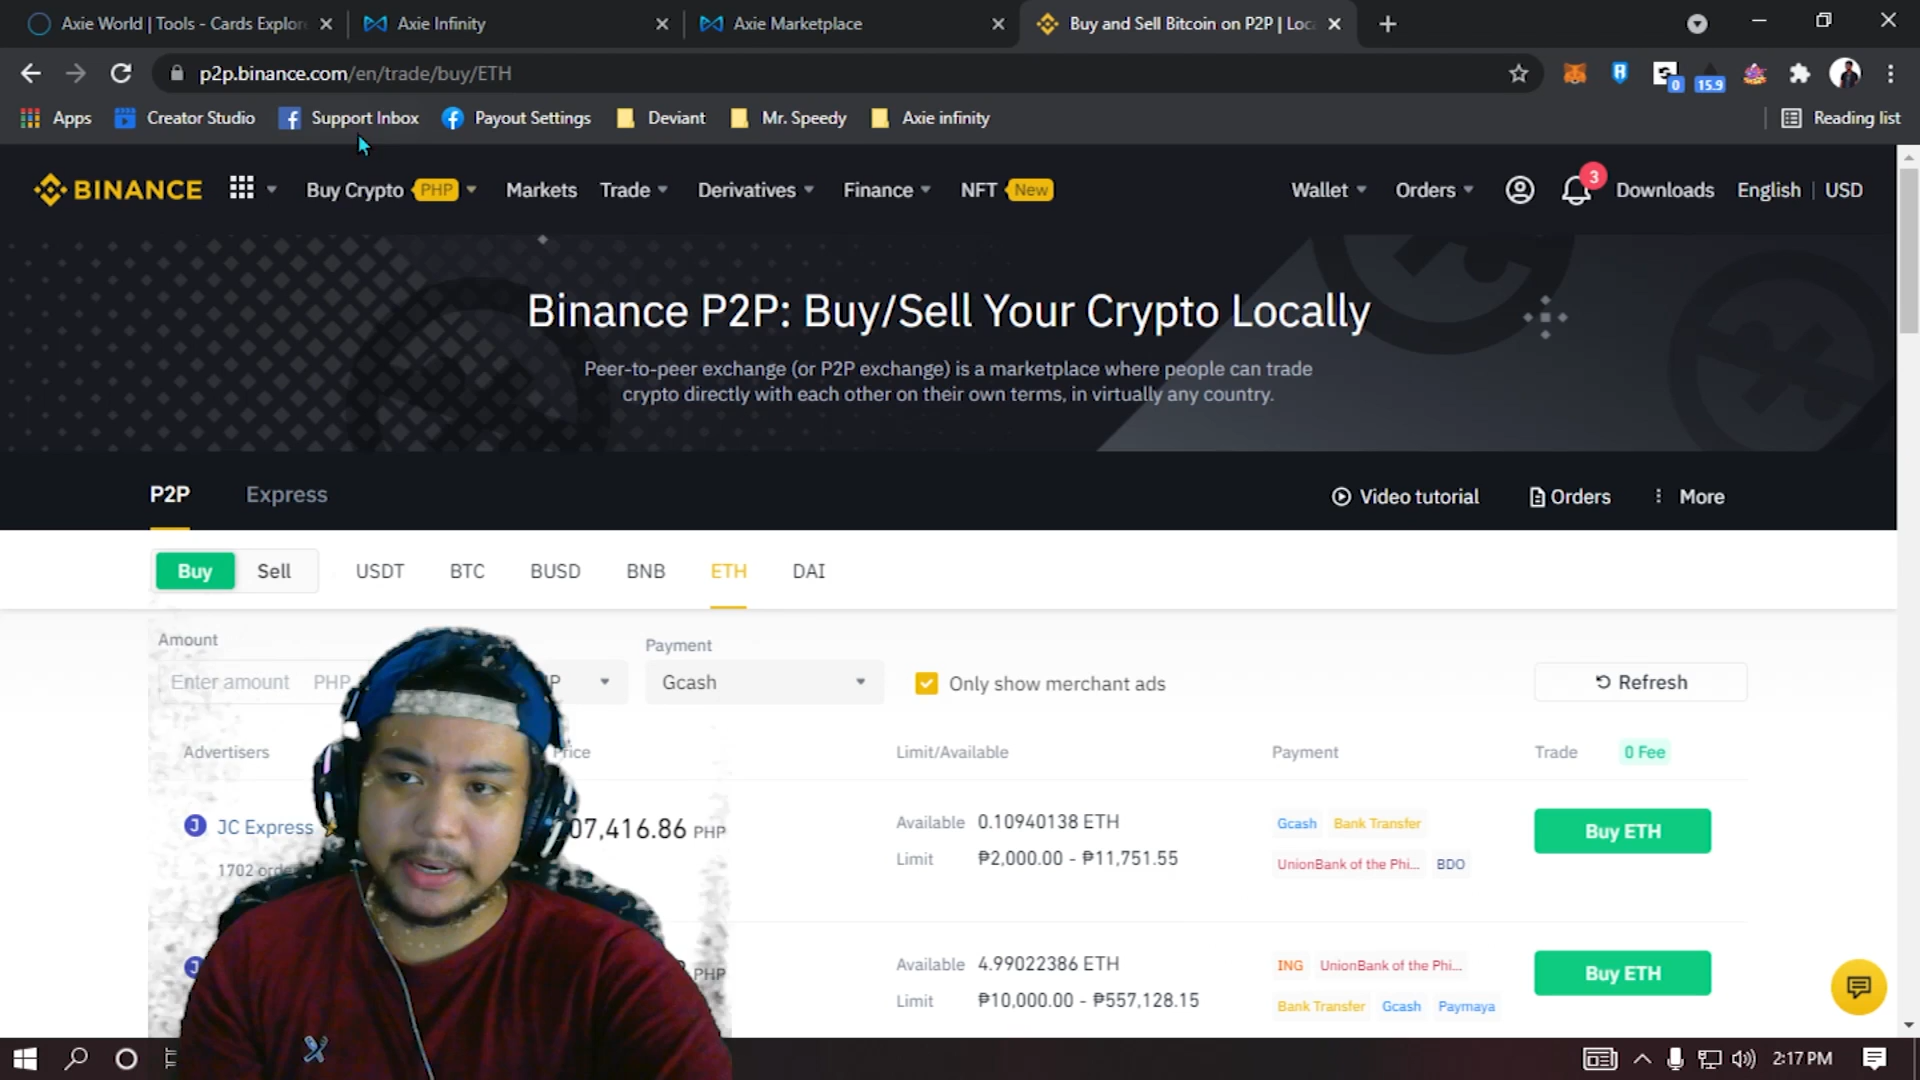 Axie World | Tools - Cards Explor
Axie Infinity
Axie Marketplace
Buy and Sell Bitcoin on P2P | Loc
p2p.binance.com/en/trade/buy/ETH
0
15.9
Apps
Creator Studio
Support Inbox
Payout Settings
Deviant
Mr. Speedy
Axie infinity
Reading list
BINANCE
Buy Crypto PHP
Markets
Trade
Derivatives
Finance
NFT New
Wallet
Orders
3
Downloads
English | USD
Binance P2P: Buy/Sell Your Crypto Locally
Peer-to-peer exchange (or P2P exchange) is a marketplace where people can trade
crypto directly with each other on their own terms, in virtually any country.
P2P
Express
Video tutorial
Orders
More
Buy
Sell
USDT
BTC
BUSD
BNB
ETH
DAI
Amount
Enter amount PHP
P
Payment
Gcash
Only show merchant ads
Refresh
Advertisers
Price
Limit/Available
Payment
Trade
0 Fee
J JC Express
1702 orde
07,416.86 PHP
Available 0.10940138 ETH
Limit ₱2,000.00 - ₱11,751.55
Gcash Bank Transfer
UnionBank of the Phi... BDO
Buy ETH
J
PHP
Available 4.99022386 ETH
Limit ₱10,000.00 - ₱557,128.15
ING UnionBank of the Phi...
Bank Transfer Gcash Paymaya
Buy ETH
2:17 PM